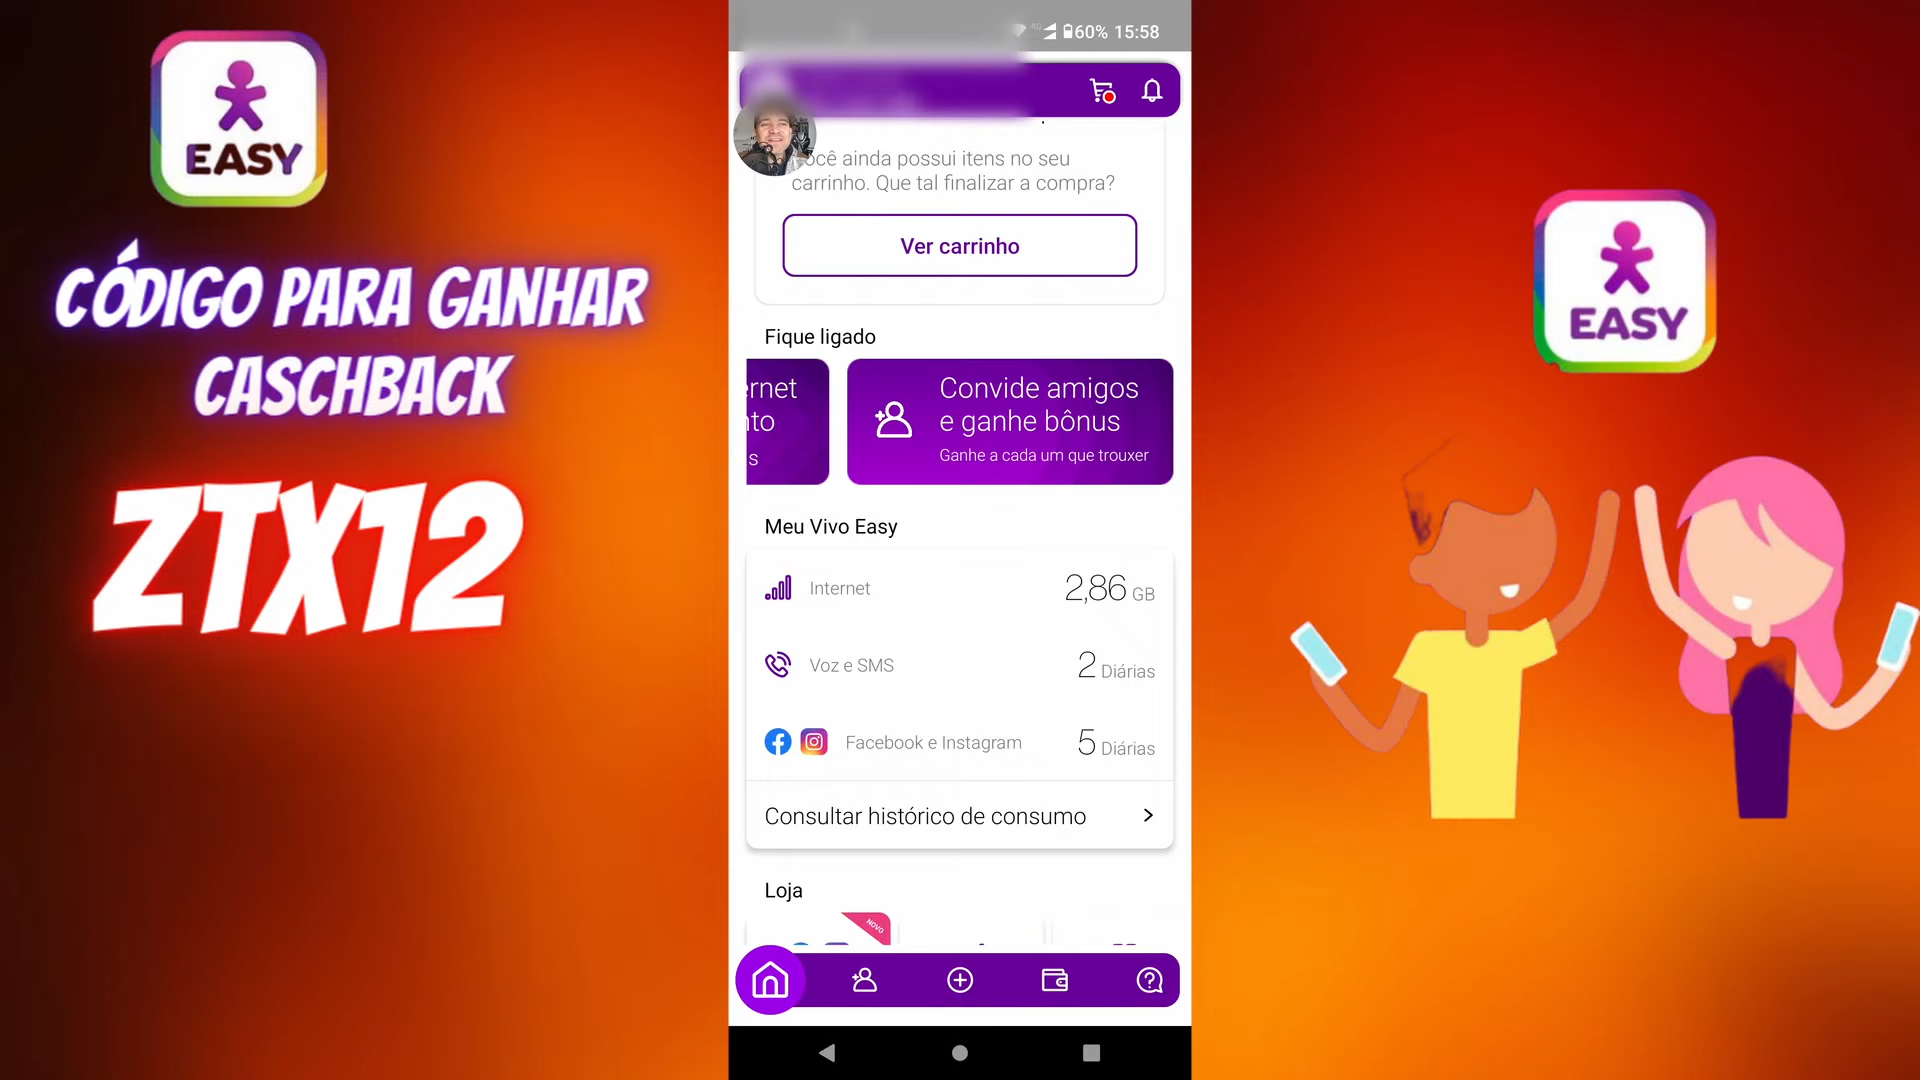 EASY
CÓDIGO PARA GANHAR
CASCHBACK
ZTX12
60% 15:58
ocê ainda possui itens no seu
carrinho. Que tal finalizar a compra?
Ver carrinho
Fique ligado
ernet
nto
s
Convide amigos
e ganhe bônus
Ganhe a cada um que trouxer
Meu Vivo Easy
Internet
2,86 GB
Voz e SMS
2 Diárias
Facebook e Instagram
5 Diárias
Consultar histórico de consumo
Loja
NOVO
EASY